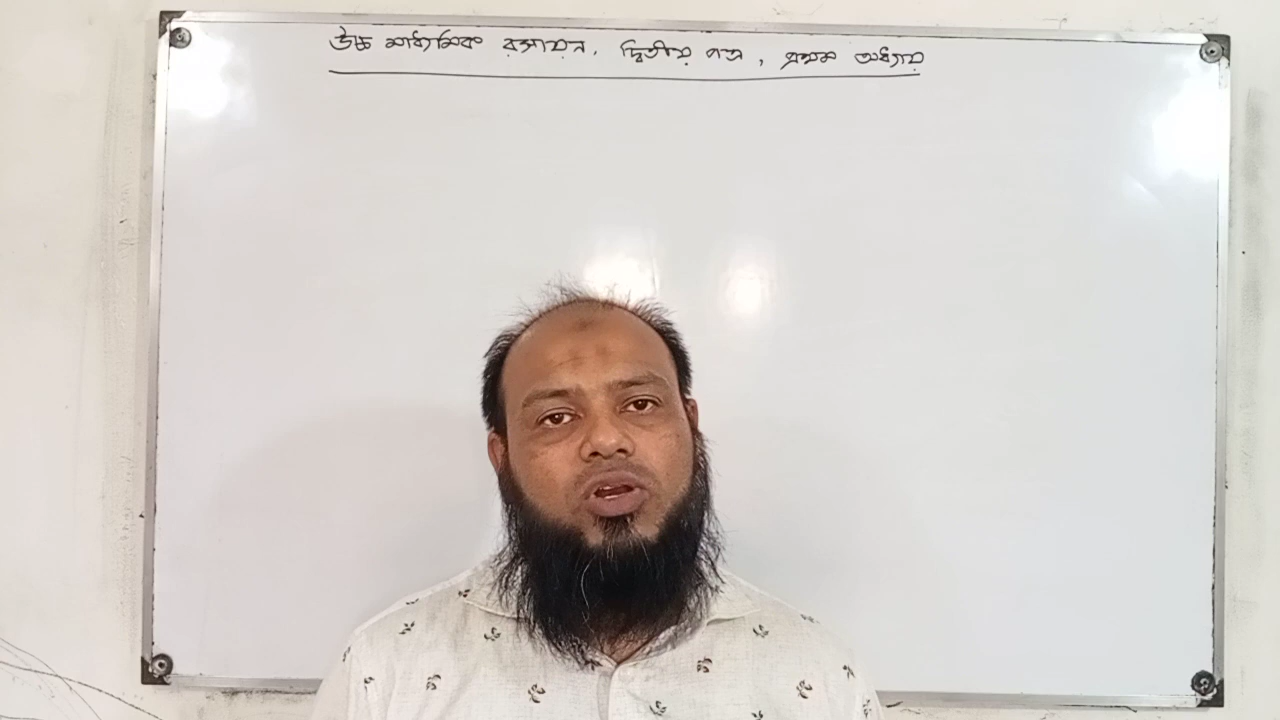 উচ্চ মাধ্যমিক রসায়ন, দ্বিতীয় পত্র, প্রথম অধ্যায়